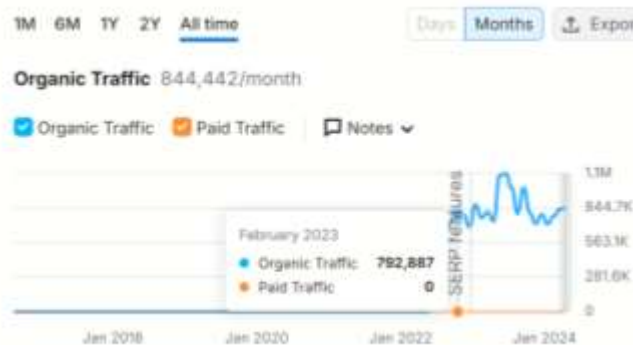 1M 6M 1Y 2Y All time Days Months Expor
Organic Traffic 844,442/month
Organic Traffic Paid Traffic Notes
1.1M
844.7K
563.1K
281.6K
0
SERP features
February 2023
Organic Traffic 792,887
Paid Traffic 0
Jan 2018 Jan 2020 Jan 2022 Jan 2024